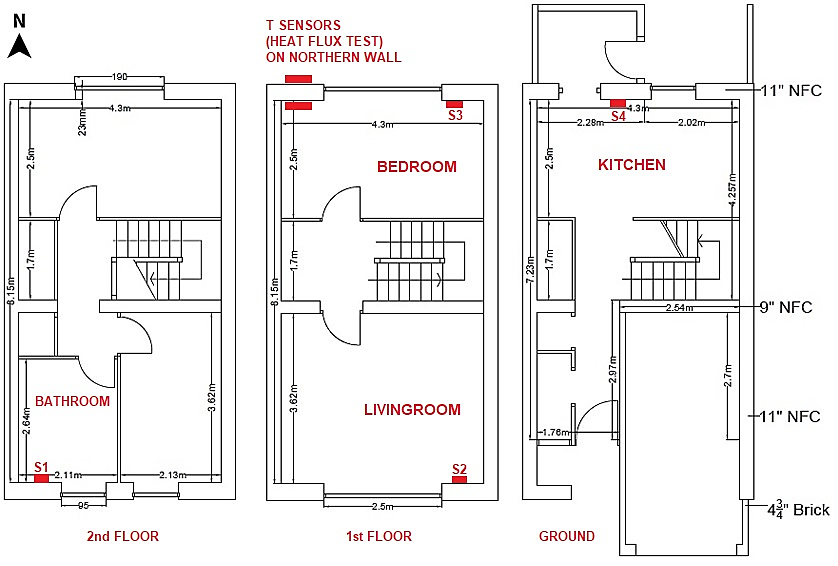 N
T SENSORS
(HEAT FLUX TEST)
ON NORTHERN WALL
190
23mm
4.3m
2.5m
1.7m
8.15m
3.62m
2.64m
BATHROOM
S1
2.11m
2.13m
95
2nd FLOOR
S3
4.3m
2.5m
BEDROOM
1.7m
8.15m
3.62m
LIVINGROOM
S2
2.5m
1st FLOOR
S4
4.3m
2.28m
2.02m
11" NFC
2.5m
KITCHEN
4.257m
1.7m
7.23m
2.54m
9" NFC
2.97m
2.7m
1.76m
11" NFC
4¾" Brick
GROUND